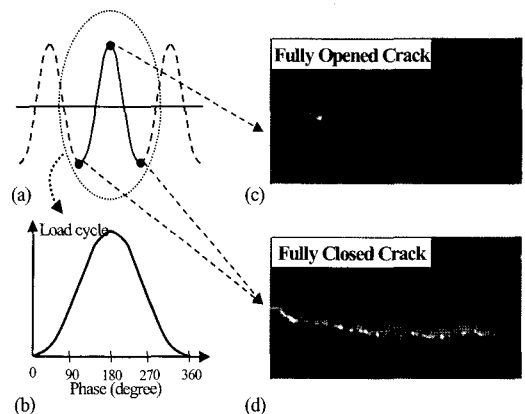 Fully Opened Crack
(a)
(c)
Load cycle
Fully Closed Crack
0 90 180 270 360
Phase (degree)
(b)
(d)